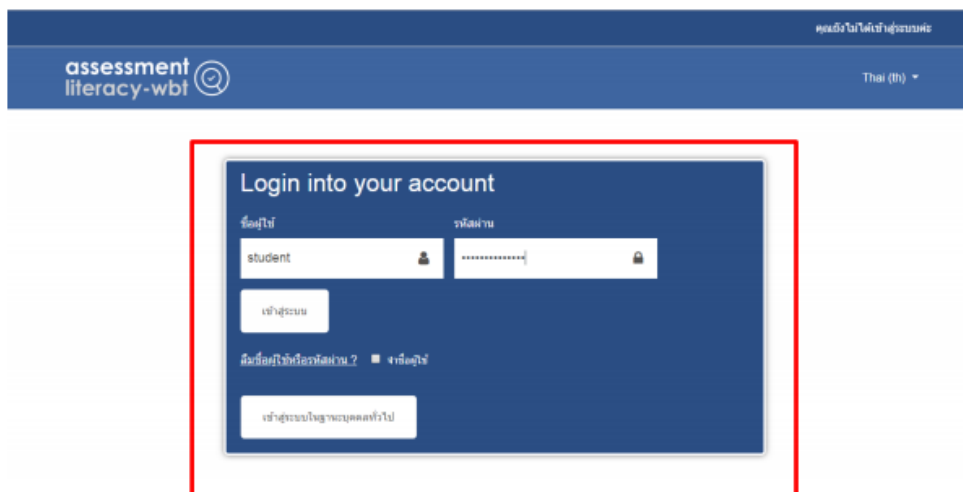 คุณยังไม่ได้เข้าสู่ระบบค่ะ
assessment
literacy-wbt
Thai (th)
Login into your account
ชื่อผู้ใช้ รหัสผ่าน
student ••••••••••••••
เข้าสู่ระบบ
ลืมชื่อผู้ใช้หรือรหัสผ่าน ? จำชื่อผู้ใช้
เข้าสู่ระบบในฐานะบุคคลทั่วไป